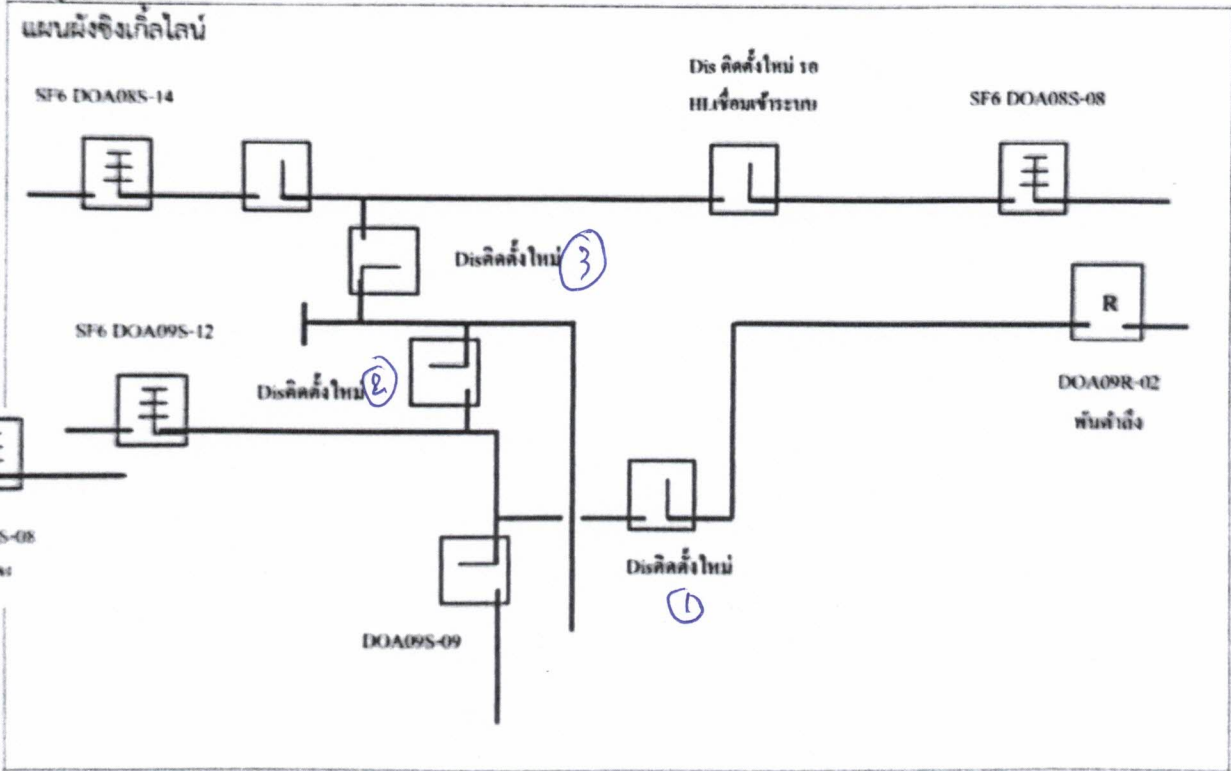 แผนผังซิงเกิ้ลไลน์
SF6 DOA08S-14
Dis ติดตั้งใหม่ รอ
HLเชื่อมเข้าระบบ
SF6 DOA08S-08
Disติดตั้งใหม่ 3
SF6 DOA09S-12
Disติดตั้งใหม่ 2
R
DOA09R-02
พันดำลึง
S-08
Disติดตั้งใหม่
1
DOA09S-09